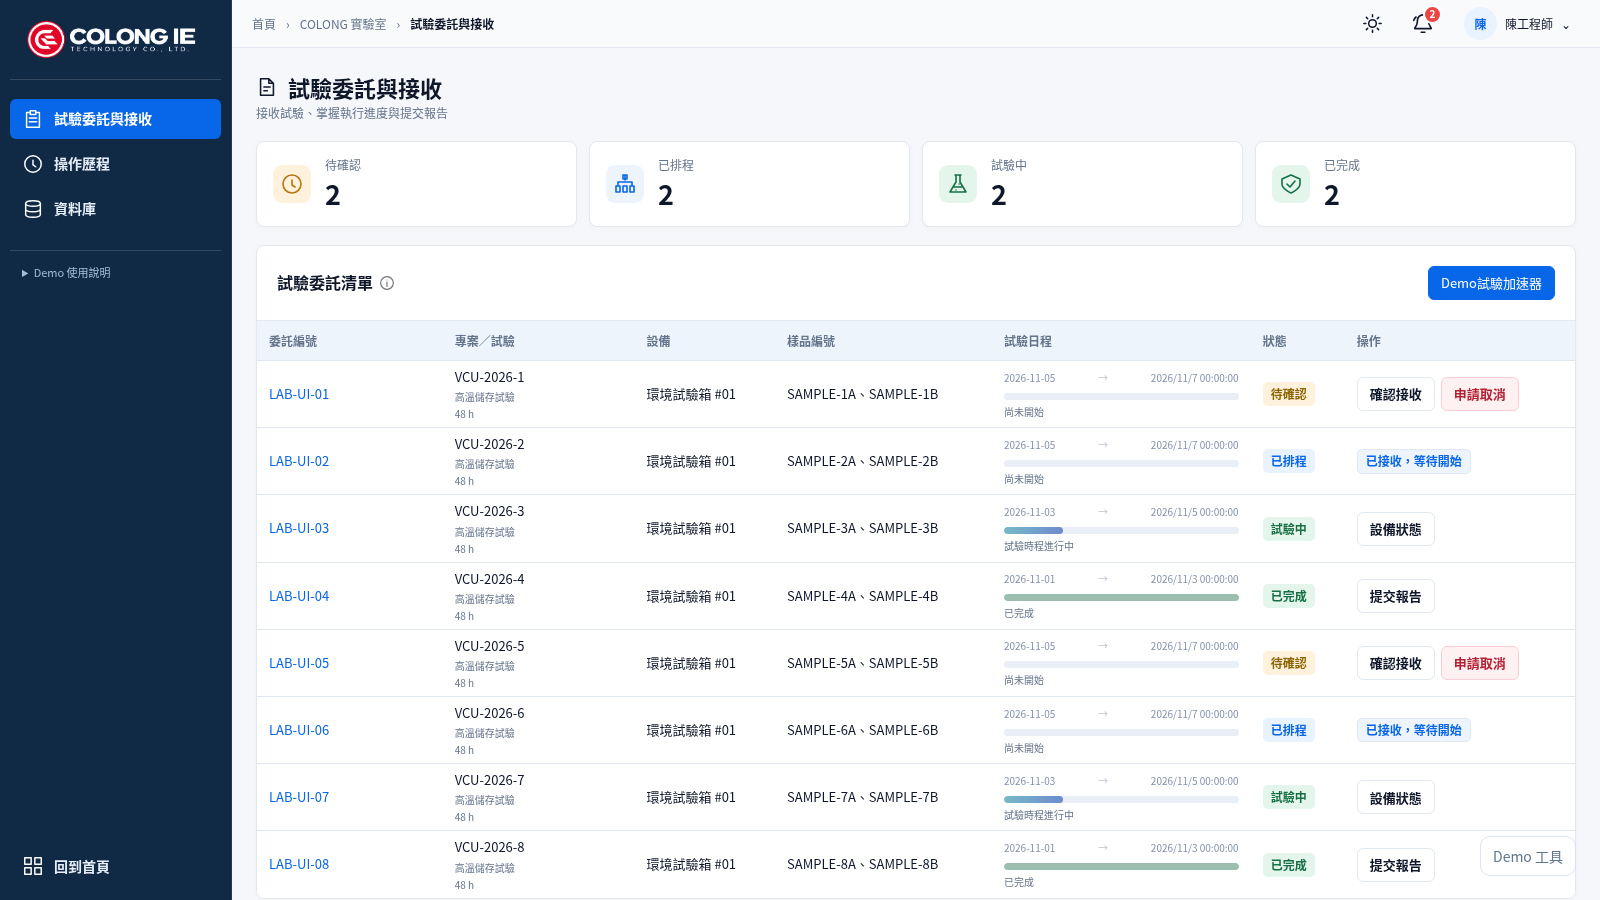 COLONG IE
TECHNOLOGY CO., LTD.
試驗委託與接收
操作歷程
資料庫
Demo 使用說明
回到首頁
首頁 › COLONG 實驗室 › 試驗委託與接收
2
陳 陳工程師
試驗委託與接收
接收試驗、掌握執行進度與提交報告
待確認
2
已排程
2
試驗中
2
已完成
2
試驗委託清單
Demo試驗加速器
委託編號 專案／試驗 設備 樣品編號 試驗日程 狀態 操作
LAB-UI-01
VCU-2026-1
高溫儲存試驗
48 h
環境試驗箱 #01
SAMPLE-1A、SAMPLE-1B
2026-11-05 → 2026/11/7 00:00:00
尚未開始
待確認
確認接收 申請取消
LAB-UI-02
VCU-2026-2
高溫儲存試驗
48 h
環境試驗箱 #01
SAMPLE-2A、SAMPLE-2B
2026-11-05 → 2026/11/7 00:00:00
尚未開始
已排程
已接收，等待開始
LAB-UI-03
VCU-2026-3
高溫儲存試驗
48 h
環境試驗箱 #01
SAMPLE-3A、SAMPLE-3B
2026-11-03 → 2026/11/5 00:00:00
試驗時程進行中
試驗中
設備狀態
LAB-UI-04
VCU-2026-4
高溫儲存試驗
48 h
環境試驗箱 #01
SAMPLE-4A、SAMPLE-4B
2026-11-01 → 2026/11/3 00:00:00
已完成
已完成
提交報告
LAB-UI-05
VCU-2026-5
高溫儲存試驗
48 h
環境試驗箱 #01
SAMPLE-5A、SAMPLE-5B
2026-11-05 → 2026/11/7 00:00:00
尚未開始
待確認
確認接收 申請取消
LAB-UI-06
VCU-2026-6
高溫儲存試驗
48 h
環境試驗箱 #01
SAMPLE-6A、SAMPLE-6B
2026-11-05 → 2026/11/7 00:00:00
尚未開始
已排程
已接收，等待開始
LAB-UI-07
VCU-2026-7
高溫儲存試驗
48 h
環境試驗箱 #01
SAMPLE-7A、SAMPLE-7B
2026-11-03 → 2026/11/5 00:00:00
試驗時程進行中
試驗中
設備狀態
LAB-UI-08
VCU-2026-8
高溫儲存試驗
48 h
環境試驗箱 #01
SAMPLE-8A、SAMPLE-8B
2026-11-01 → 2026/11/3 00:00:00
已完成
已完成
提交報告
Demo 工具